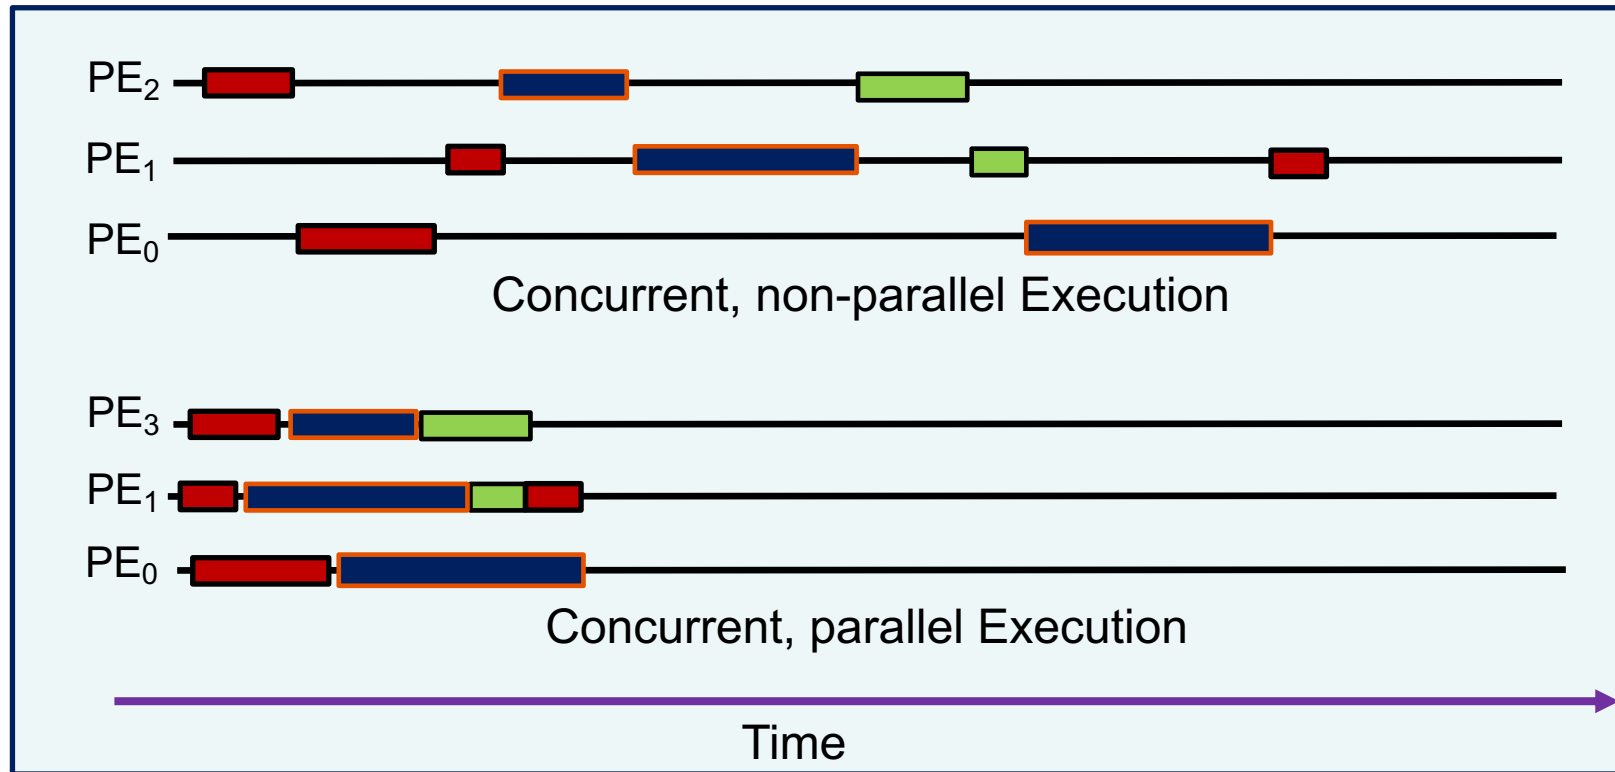 PE₂
PE₁
PE₀
Concurrent, non-parallel Execution
PE₃
PE₁
PE₀
Concurrent, parallel Execution
Time